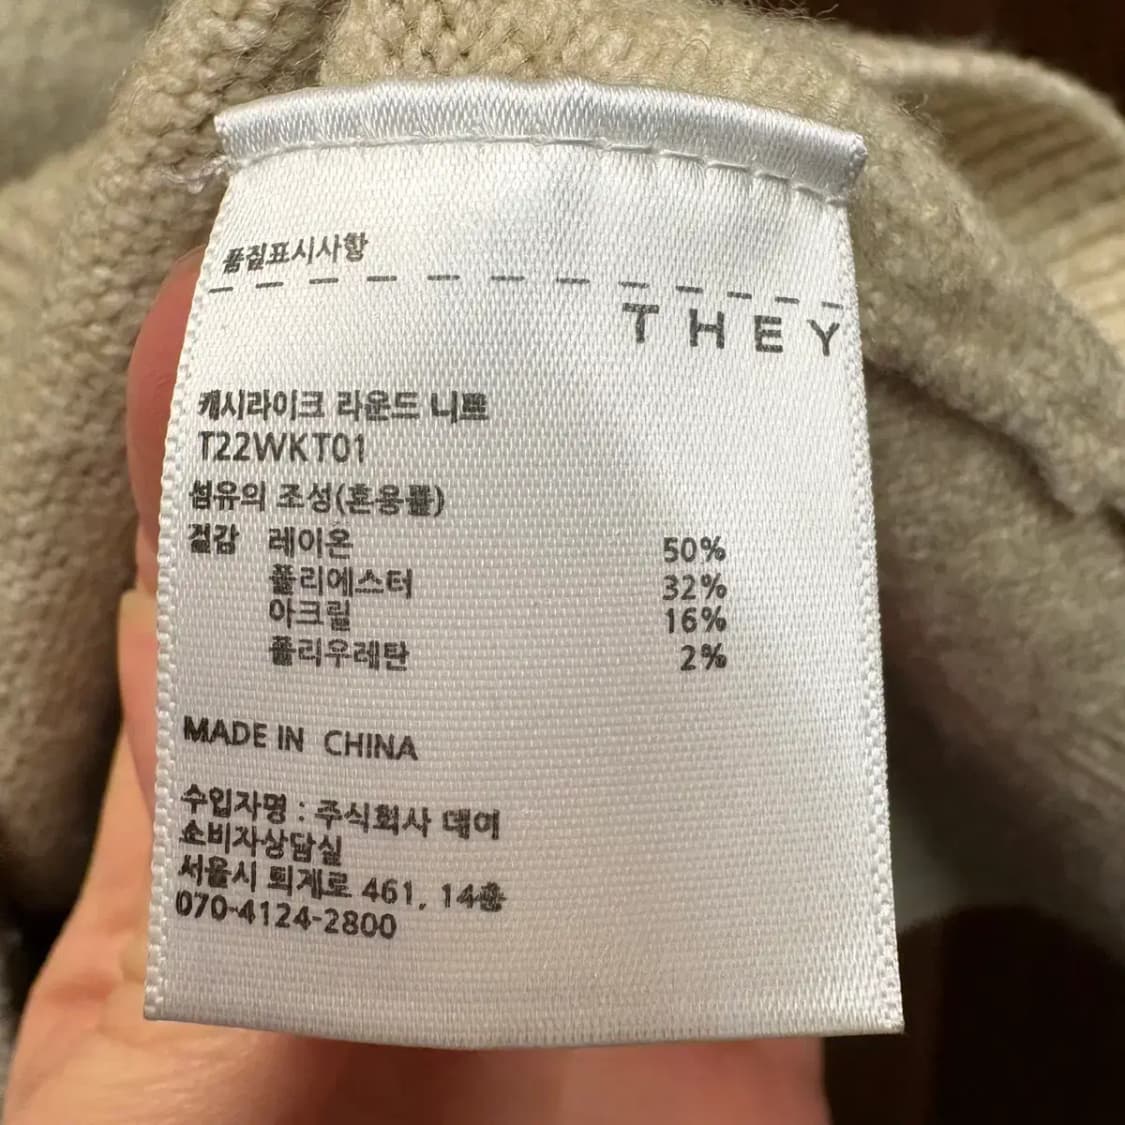 품질표시사항
THEY
캐시라이크 라운드 니트
T22WKT01
섬유의 조성(혼용률)
겉감 레이온 50%
폴리에스터 32%
아크릴 16%
폴리우레탄 2%
MADE IN CHINA
수입자명 : 주식회사 데이
소비자상담실
서울시 퇴계로 461, 14층
070-4124-2800